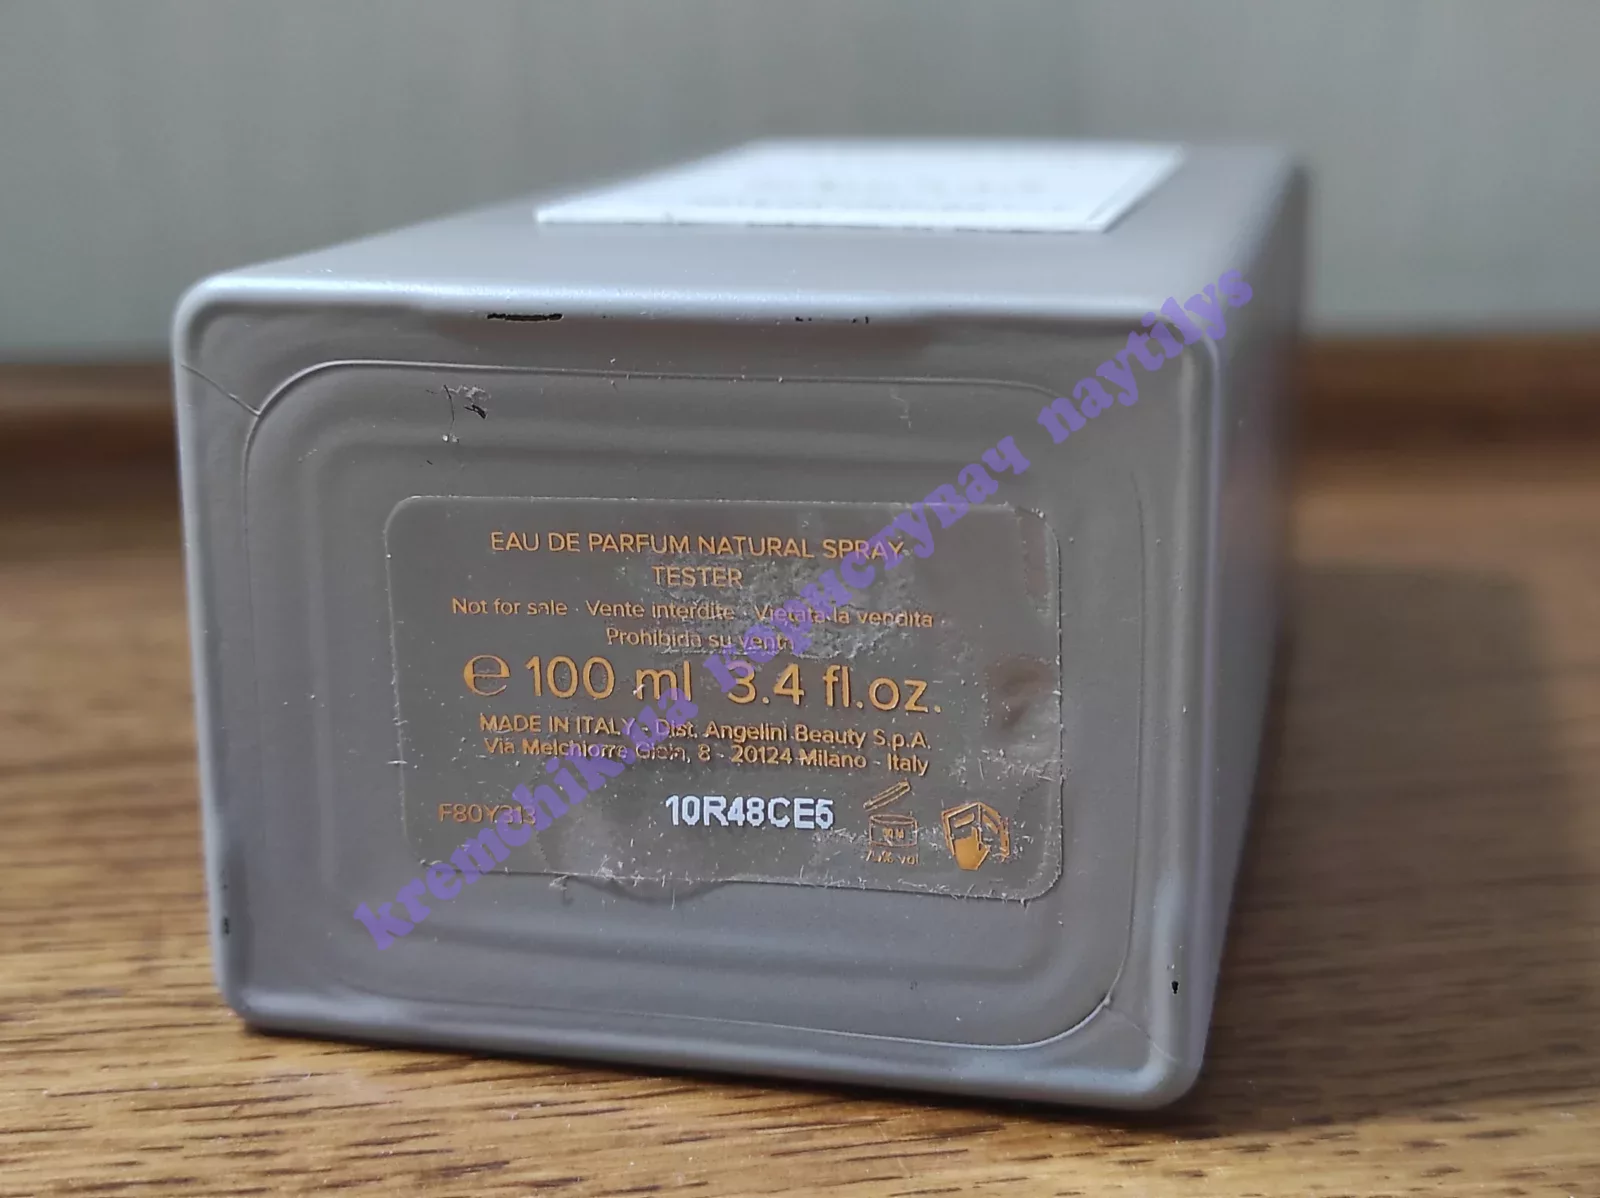 EAU DE PARFUM NATURAL SPRAY
TESTER
Not for sale · Vente interdite · Vietata la vendita ·
Prohibida su venta
℮ 100 ml 3.4 fl.oz.
MADE IN ITALY - Dist. Angelini Beauty S.p.A.
Via Melchiorre Gioia, 8 - 20124 Milano - Italy
F80Y313
10R48CE5
% vol
kremchik.ua користувач naytilys